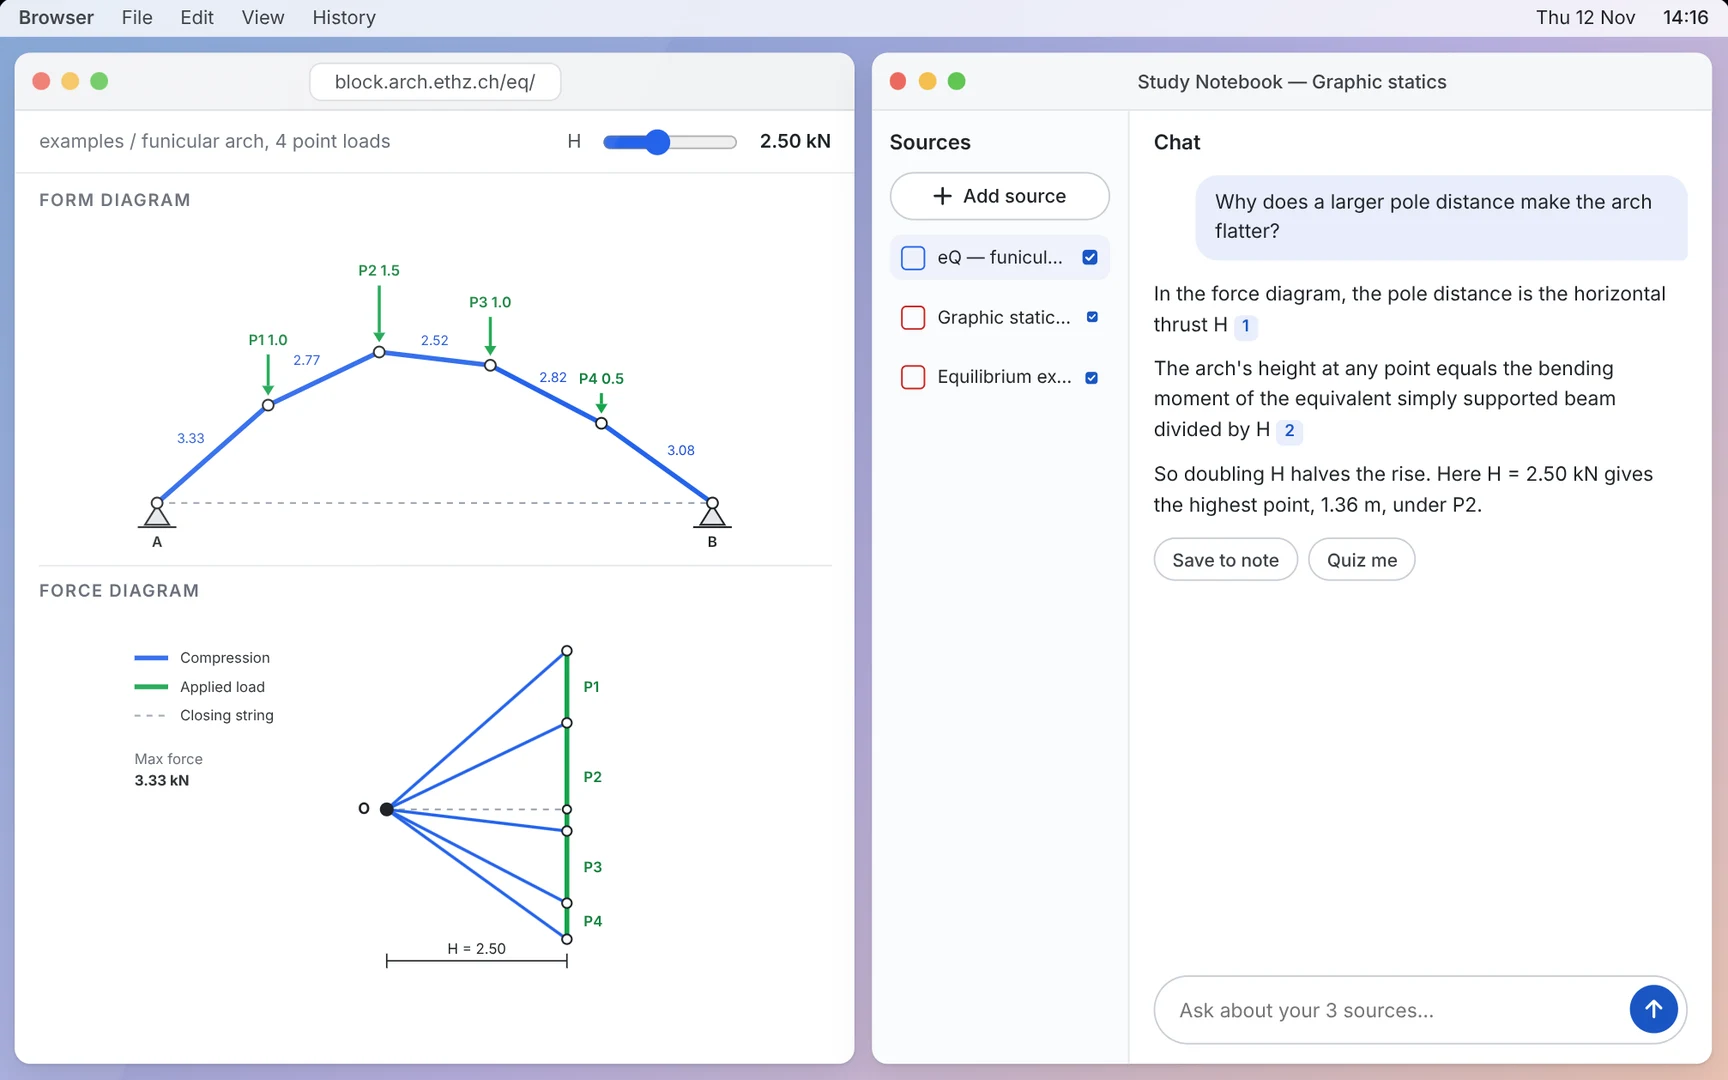 Browser File Edit View History Thu 12 Nov 14:16
block.arch.ethz.ch/eq/
examples / funicular arch, 4 point loads H 2.50 kN
FORM DIAGRAM
P2 1.5
P3 1.0
P1 1.0
2.77
2.52
2.82
P4 0.5
3.33
3.08
A
B
FORCE DIAGRAM
Compression
Applied load
Closing string
Max force
3.33 kN
P1
P2
O
P3
P4
H = 2.50
Study Notebook — Graphic statics
Sources
Add source
eQ — funicul...
Graphic static...
Equilibrium ex...
Chat
Why does a larger pole distance make the arch
flatter?
In the force diagram, the pole distance is the horizontal
thrust H 1
The arch's height at any point equals the bending
moment of the equivalent simply supported beam
divided by H 2
So doubling H halves the rise. Here H = 2.50 kN gives
the highest point, 1.36 m, under P2.
Save to note
Quiz me
Ask about your 3 sources...